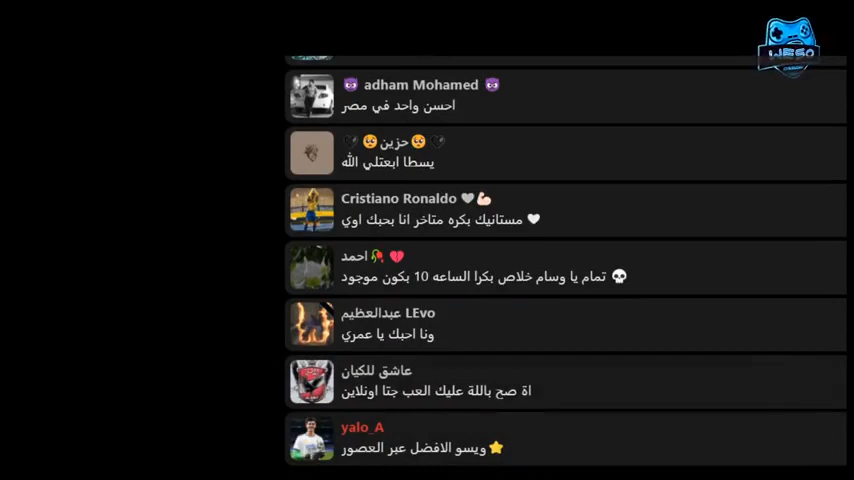 WESO
😈 adham Mohamed 😈
احسن واحد في مصر
🖤 🥺حزين🥺 🖤
يسطا ابعتلي الله
Cristiano Ronaldo 🤍💪🏻
مستانيك بكره متاخر انا بحبك اوي 🤍
احمد🥀 💔
تمام يا وسام خلاص بكرا الساعه 10 بكون موجود 💀
عبدالعظيم LEvo
ونا احبك يا عمري
عاشق للكيان
اة صح باللة عليك العب جتا اونلاين
yalo_A
ويسو الافضل عبر العصور⭐